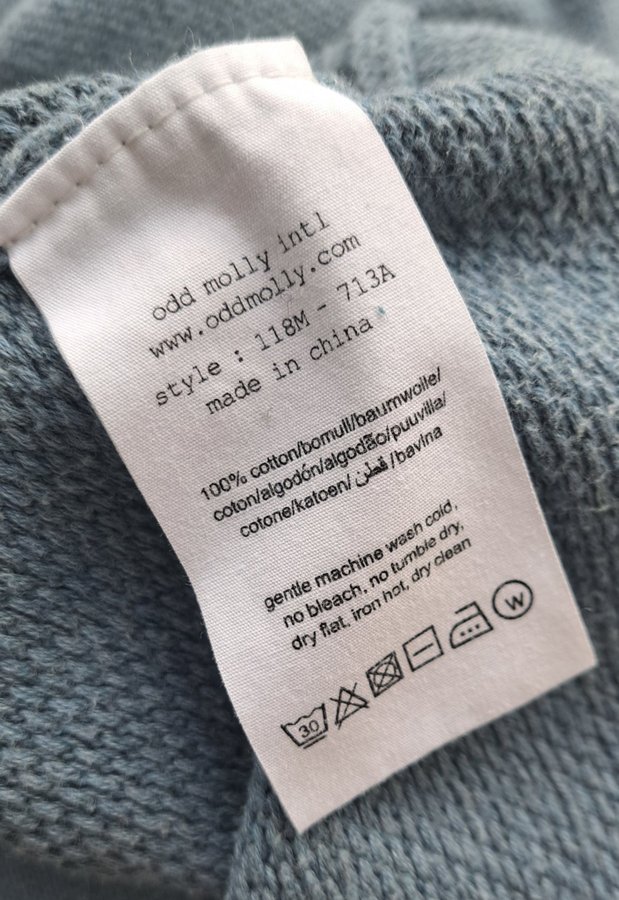 odd molly intl
www.oddmolly.com
style : 118M - 713A
made in china
100% cotton/bomull/baumwolle/
coton/algodón/algodão/puuvilla/
cotone/katoen/قطن/bavlna
gentle machine wash cold,
no bleach, no tumble dry,
dry flat, iron hot, dry clean
30 W